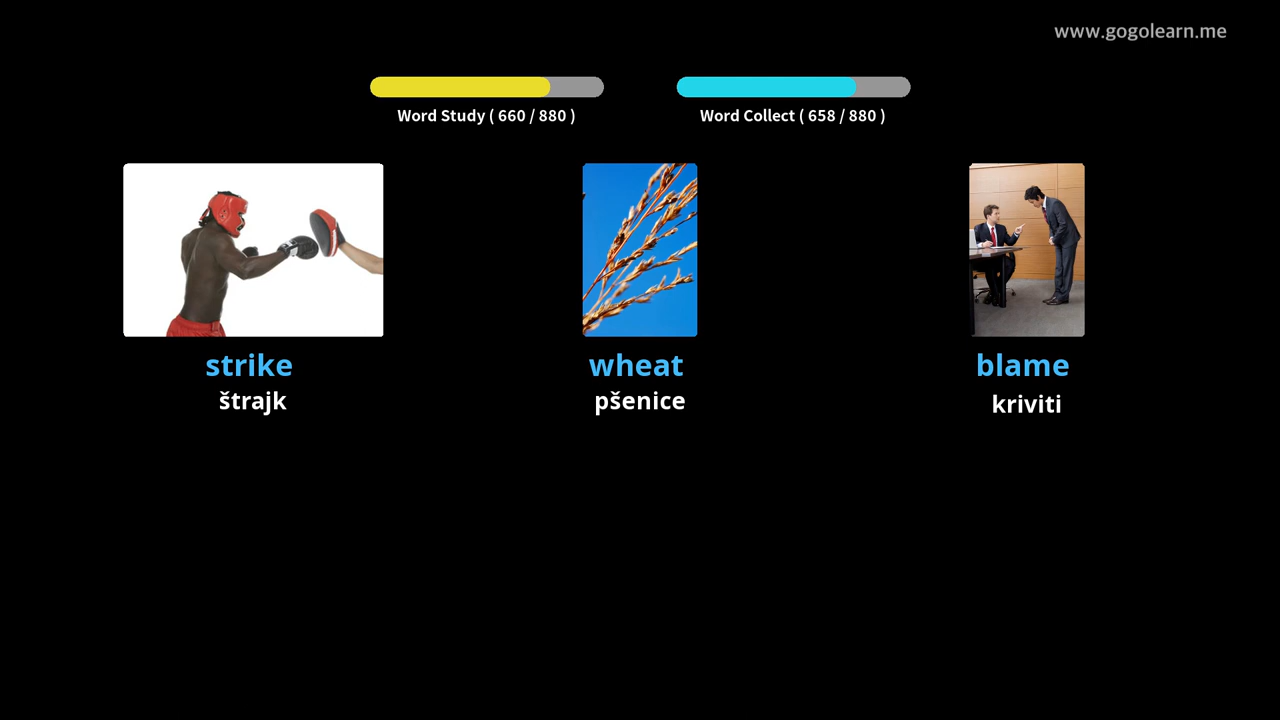 www.gogolearn.me
Word Study ( 660 / 880 )
Word Collect ( 658 / 880 )
strike
wheat
blame
štrajk
pšenice
kriviti